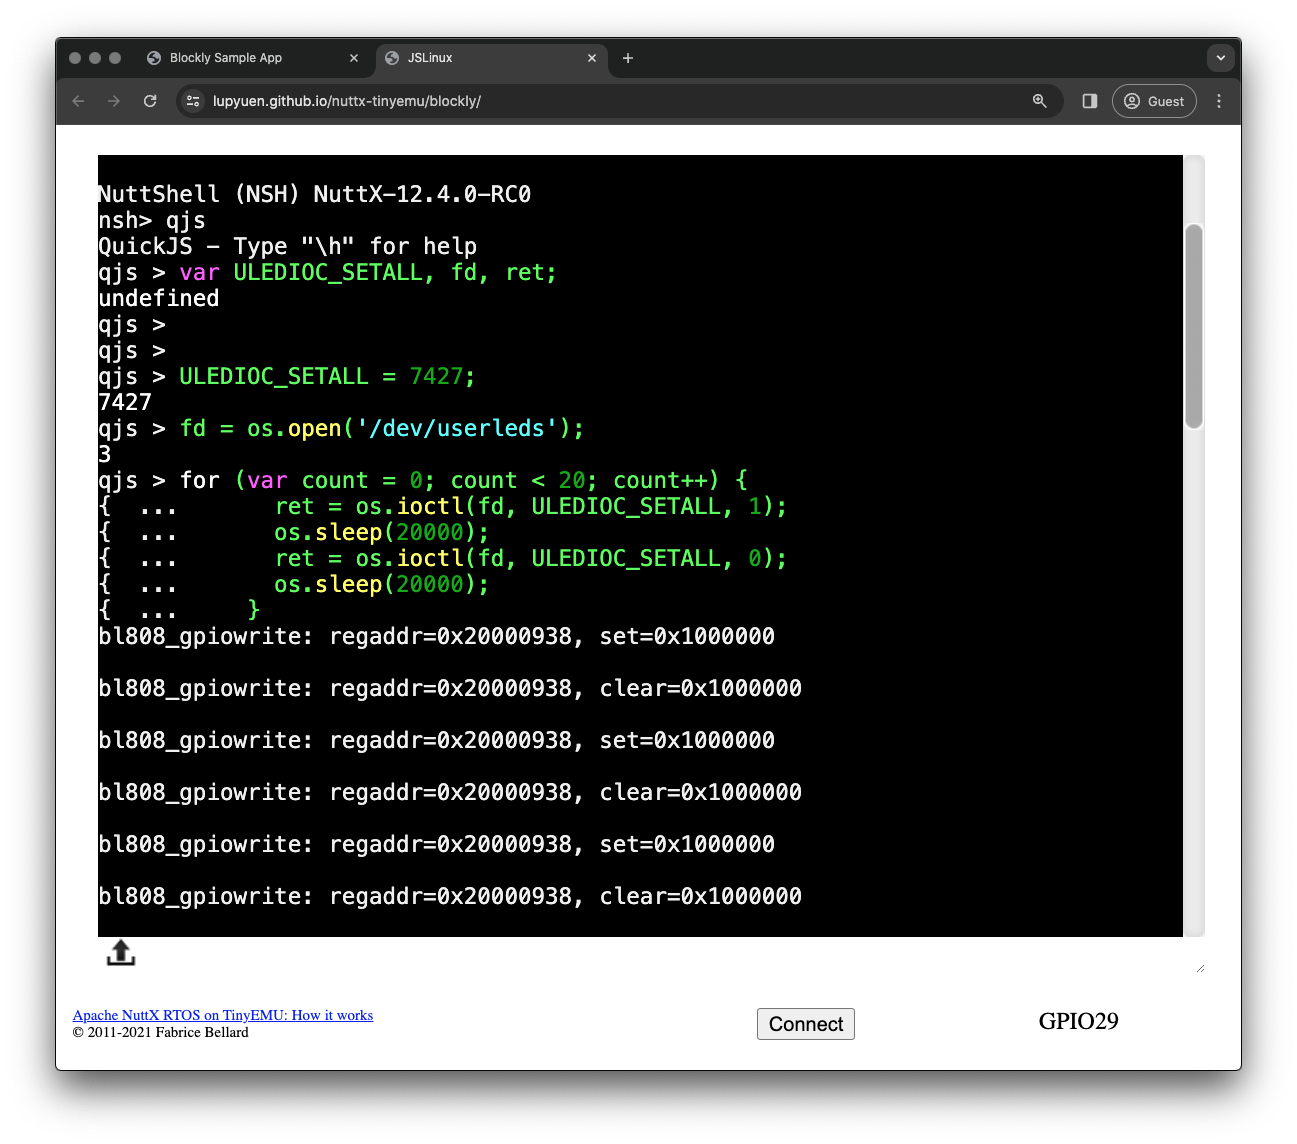 Blockly Sample App
JSLinux
lupyuen.github.io/nuttx-tinyemu/blockly/
Guest
NuttShell (NSH) NuttX-12.4.0-RC0
nsh> qjs
QuickJS - Type "\h" for help
qjs > var ULEDIOC_SETALL, fd, ret;
undefined
qjs >
qjs >
qjs > ULEDIOC_SETALL = 7427;
7427
qjs > fd = os.open('/dev/userleds');
3
qjs > for (var count = 0; count < 20; count++) {
{  ...       ret = os.ioctl(fd, ULEDIOC_SETALL, 1);
{  ...       os.sleep(20000);
{  ...       ret = os.ioctl(fd, ULEDIOC_SETALL, 0);
{  ...       os.sleep(20000);
{  ...     }
bl808_gpiowrite: regaddr=0x20000938, set=0x1000000
bl808_gpiowrite: regaddr=0x20000938, clear=0x1000000
bl808_gpiowrite: regaddr=0x20000938, set=0x1000000
bl808_gpiowrite: regaddr=0x20000938, clear=0x1000000
bl808_gpiowrite: regaddr=0x20000938, set=0x1000000
bl808_gpiowrite: regaddr=0x20000938, clear=0x1000000
Apache NuttX RTOS on TinyEMU: How it works
© 2011-2021 Fabrice Bellard
Connect
GPIO29